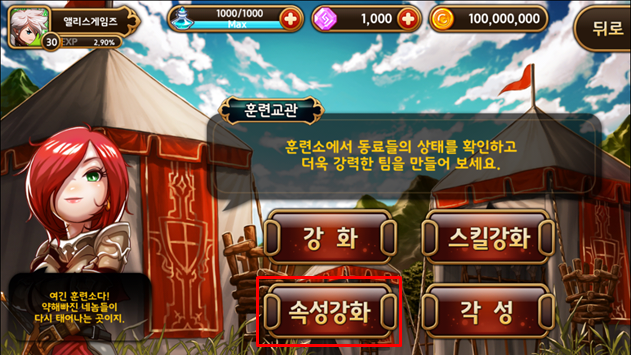 앨리스게임즈
30 EXP 2,90%
1000/1000
Max
1,000
100,000,000
뒤로
훈련교관
훈련소에서 동료들의 상태를 확인하고
더욱 강력한 팀을 만들어 보세요.
강 화
스킬강화
속성강화
각 성
여긴 훈련소다!
약해빠진 네놈들이
다시 태어나는 곳이지.